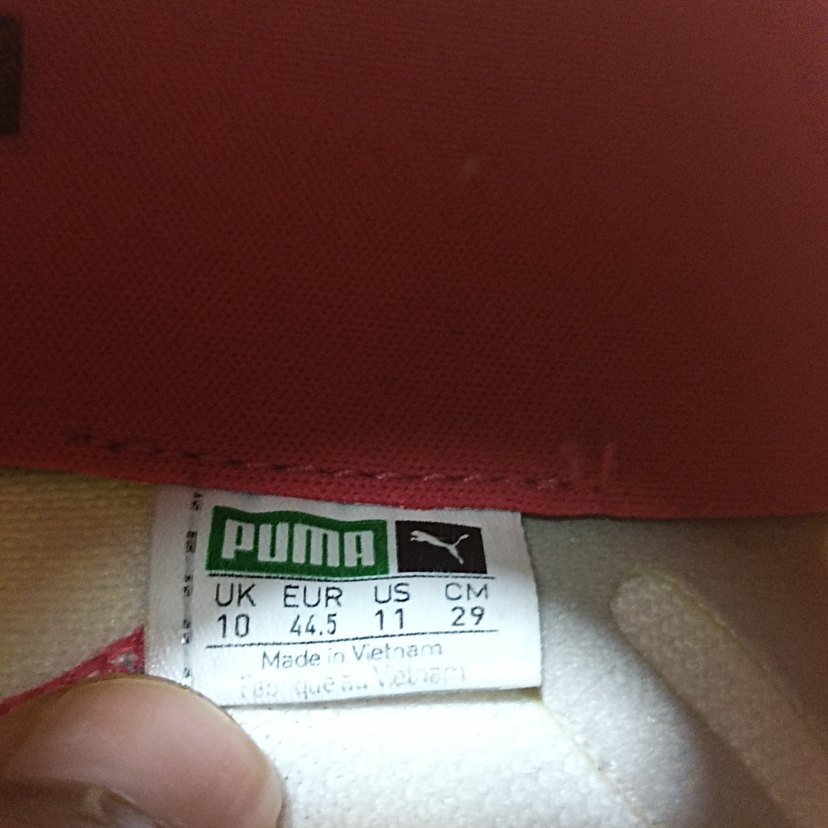 PUMA
UK EUR US CM
10 44.5 11 29
Made in Vietnam
Fabriqué au Vietnam